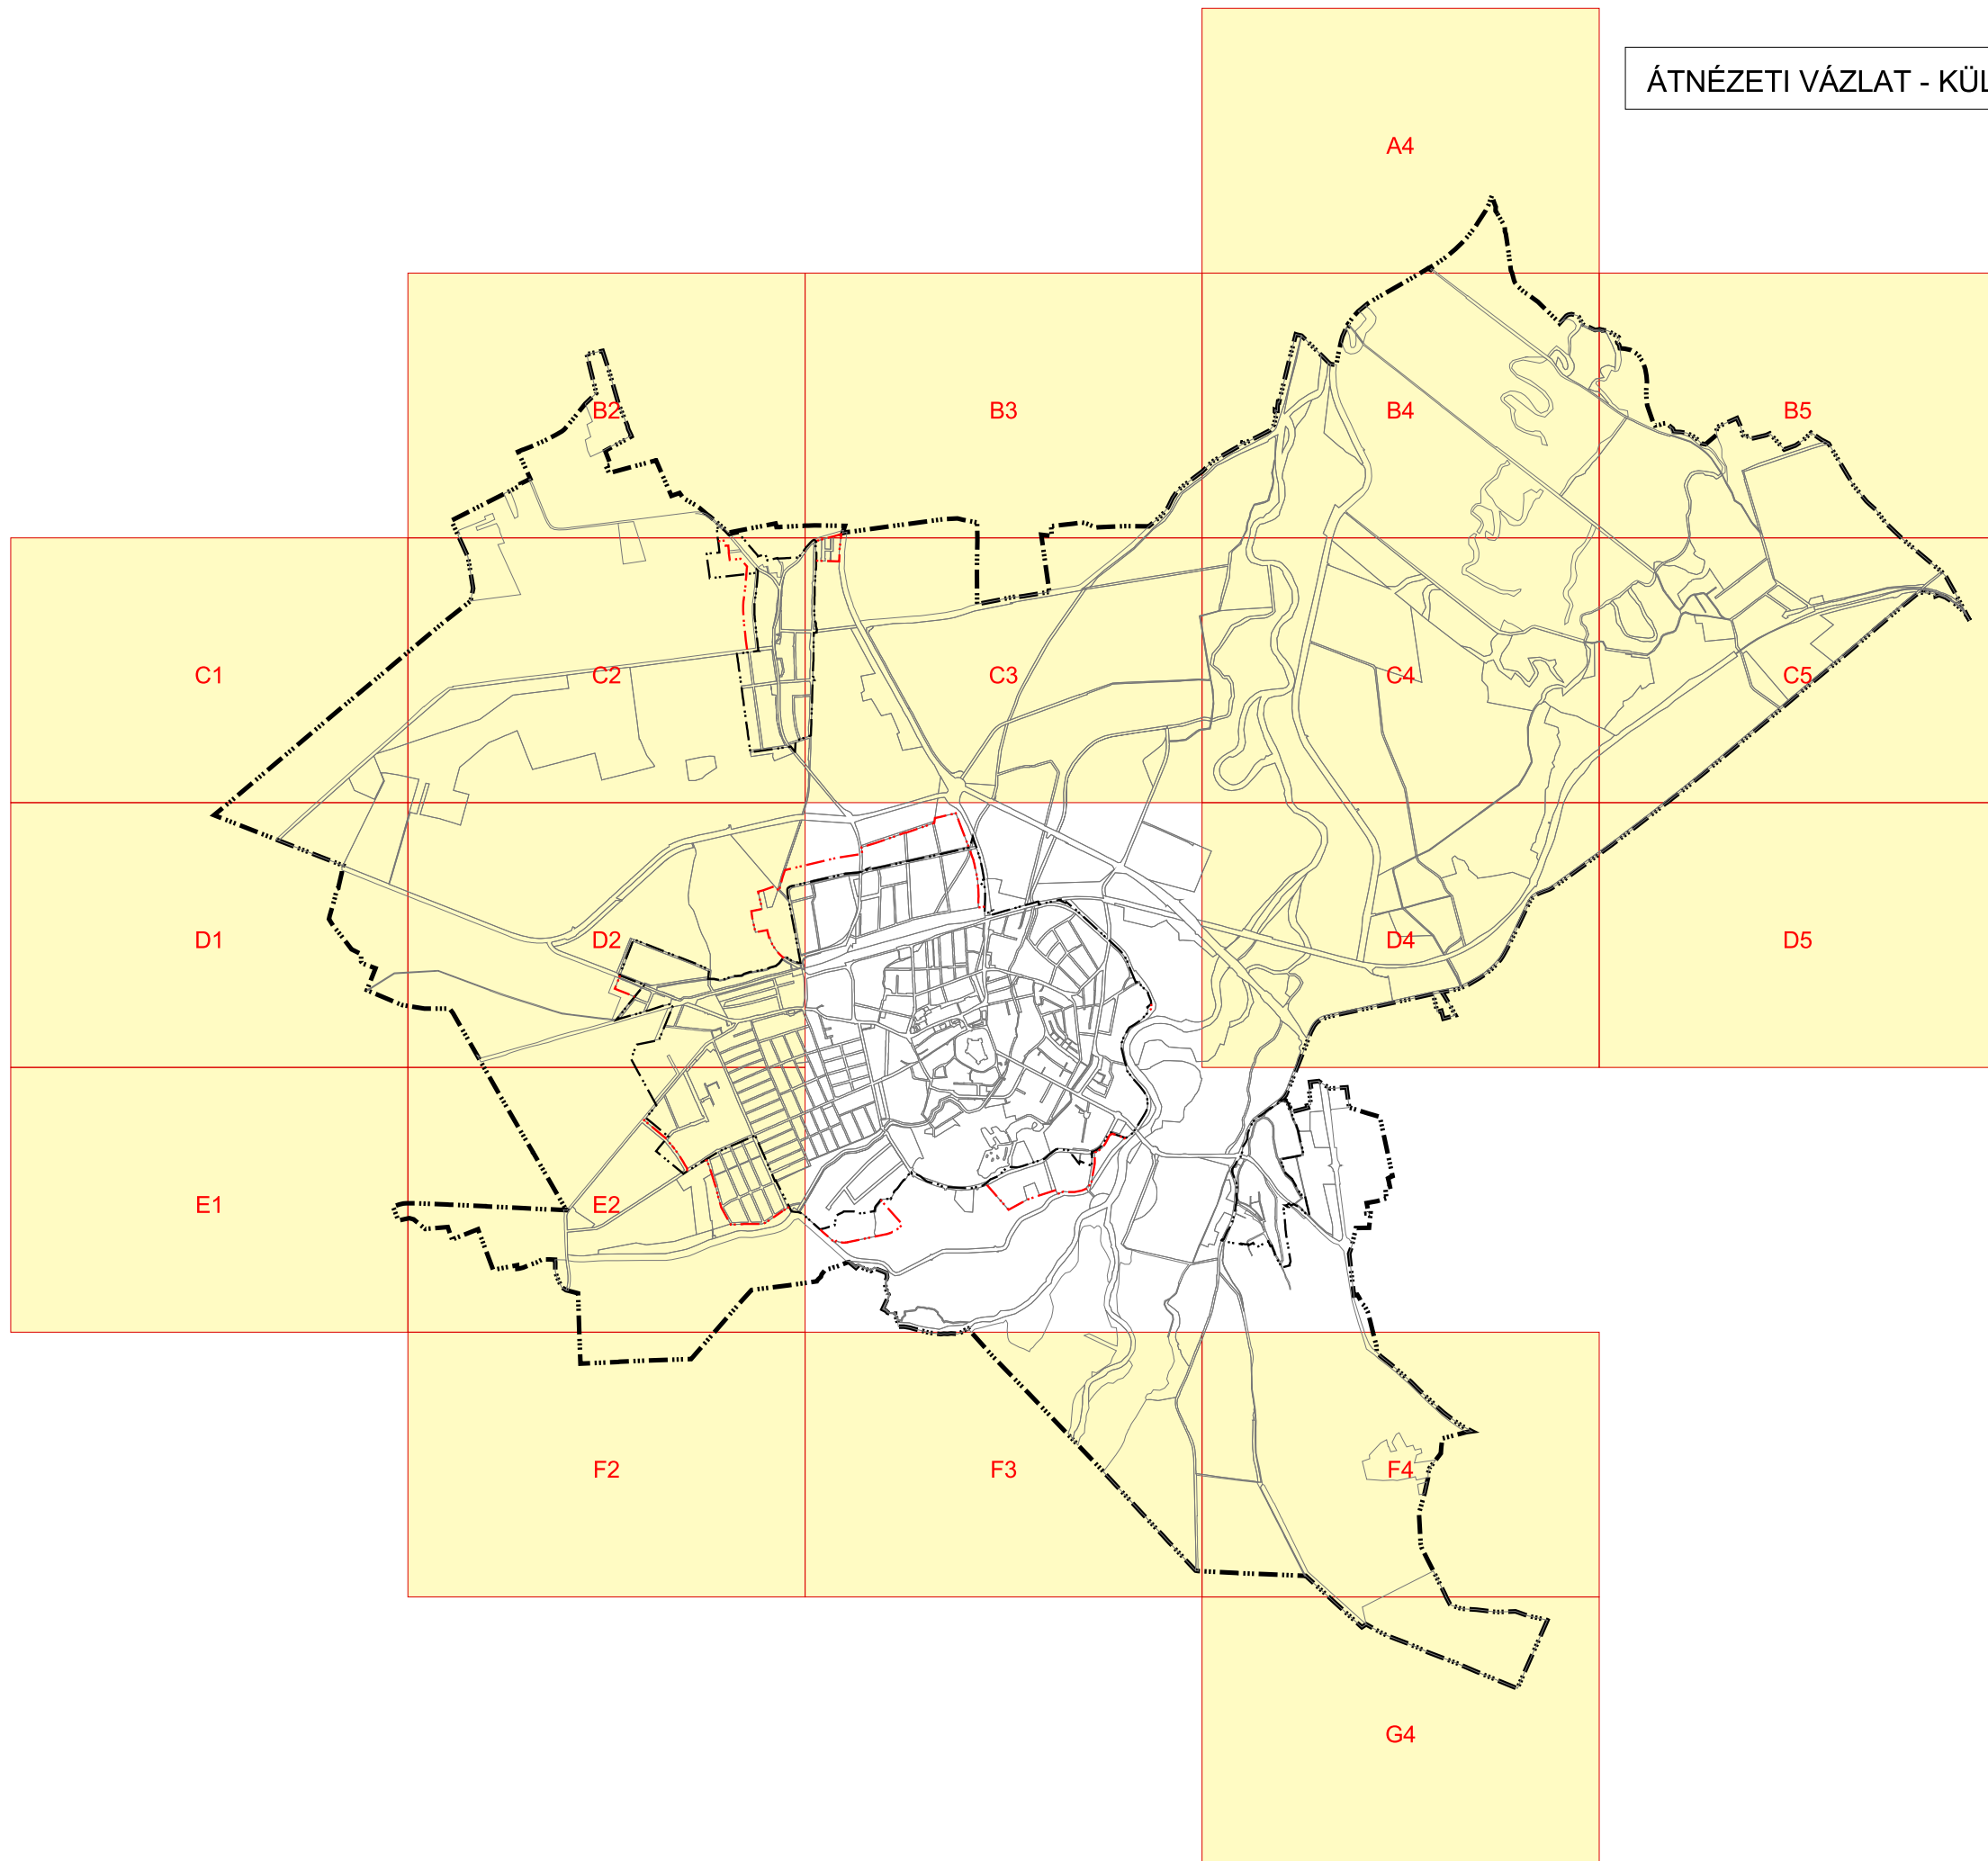 ÁTNÉZETI VÁZLAT - KÜL
A4
B2
B3
B4
B5
C1
C2
C3
C4
C5
D1
D2
D4
D5
E1
E2
F2
F3
F4
G4